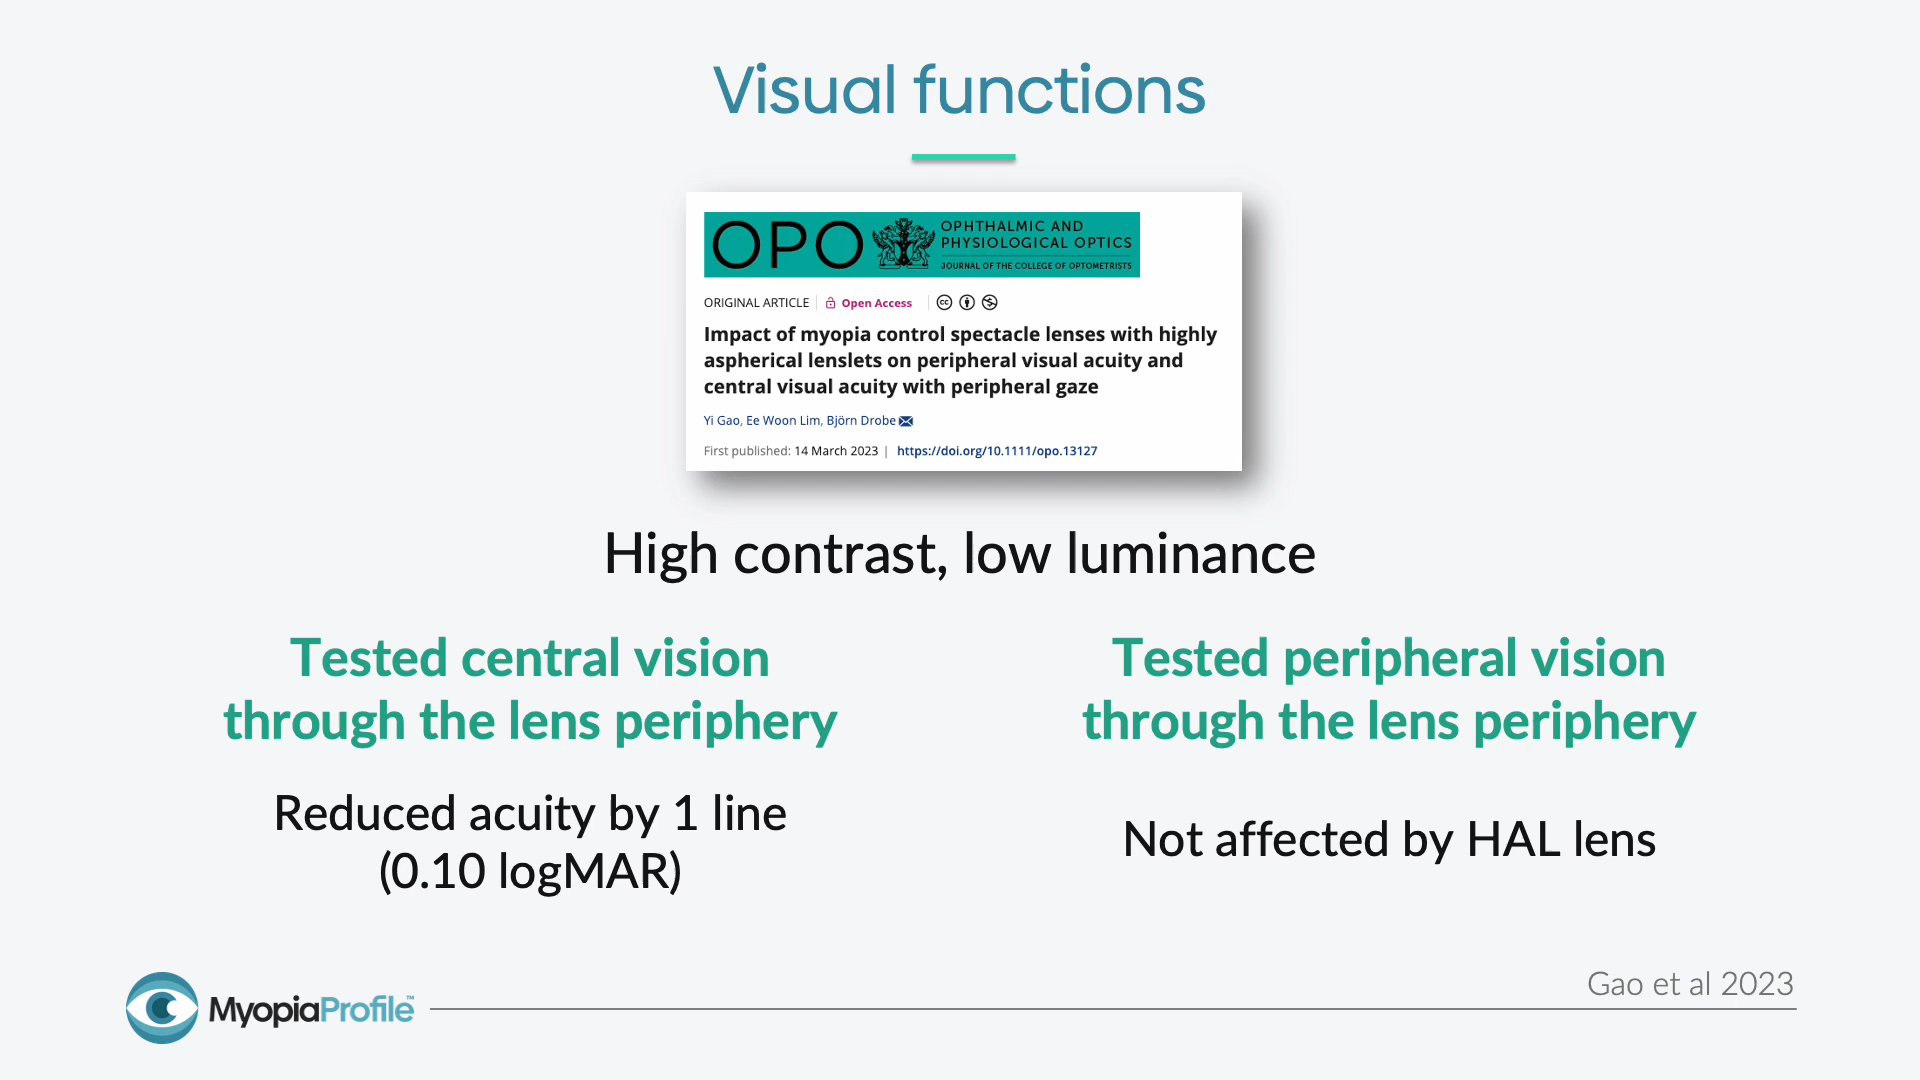 Visual functions
OPO
OPHTHALMIC AND
PHYSIOLOGICAL OPTICS
JOURNAL OF THE COLLEGE OF OPTOMETRISTS
ORIGINAL ARTICLE | Open Access | cc
Impact of myopia control spectacle lenses with highly
aspherical lenslets on peripheral visual acuity and
central visual acuity with peripheral gaze
Yi Gao, Ee Woon Lim, Björn Drobe
First published: 14 March 2023 | https://doi.org/10.1111/opo.13127
High contrast, low luminance
Tested central vision
through the lens periphery
Reduced acuity by 1 line
(0.10 logMAR)
Tested peripheral vision
through the lens periphery
Not affected by HAL lens
Gao et al 2023
MyopiaProfile™